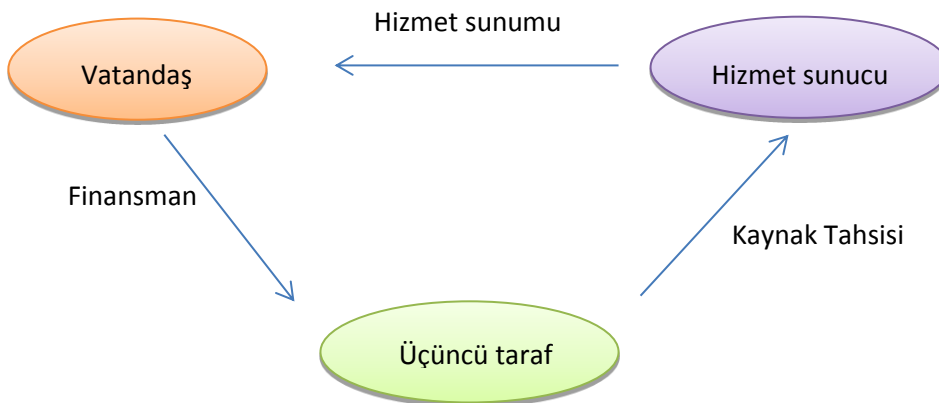 Hizmet sunumu
Vatandaş
Hizmet sunucu
Finansman
Kaynak Tahsisi
Üçüncü taraf